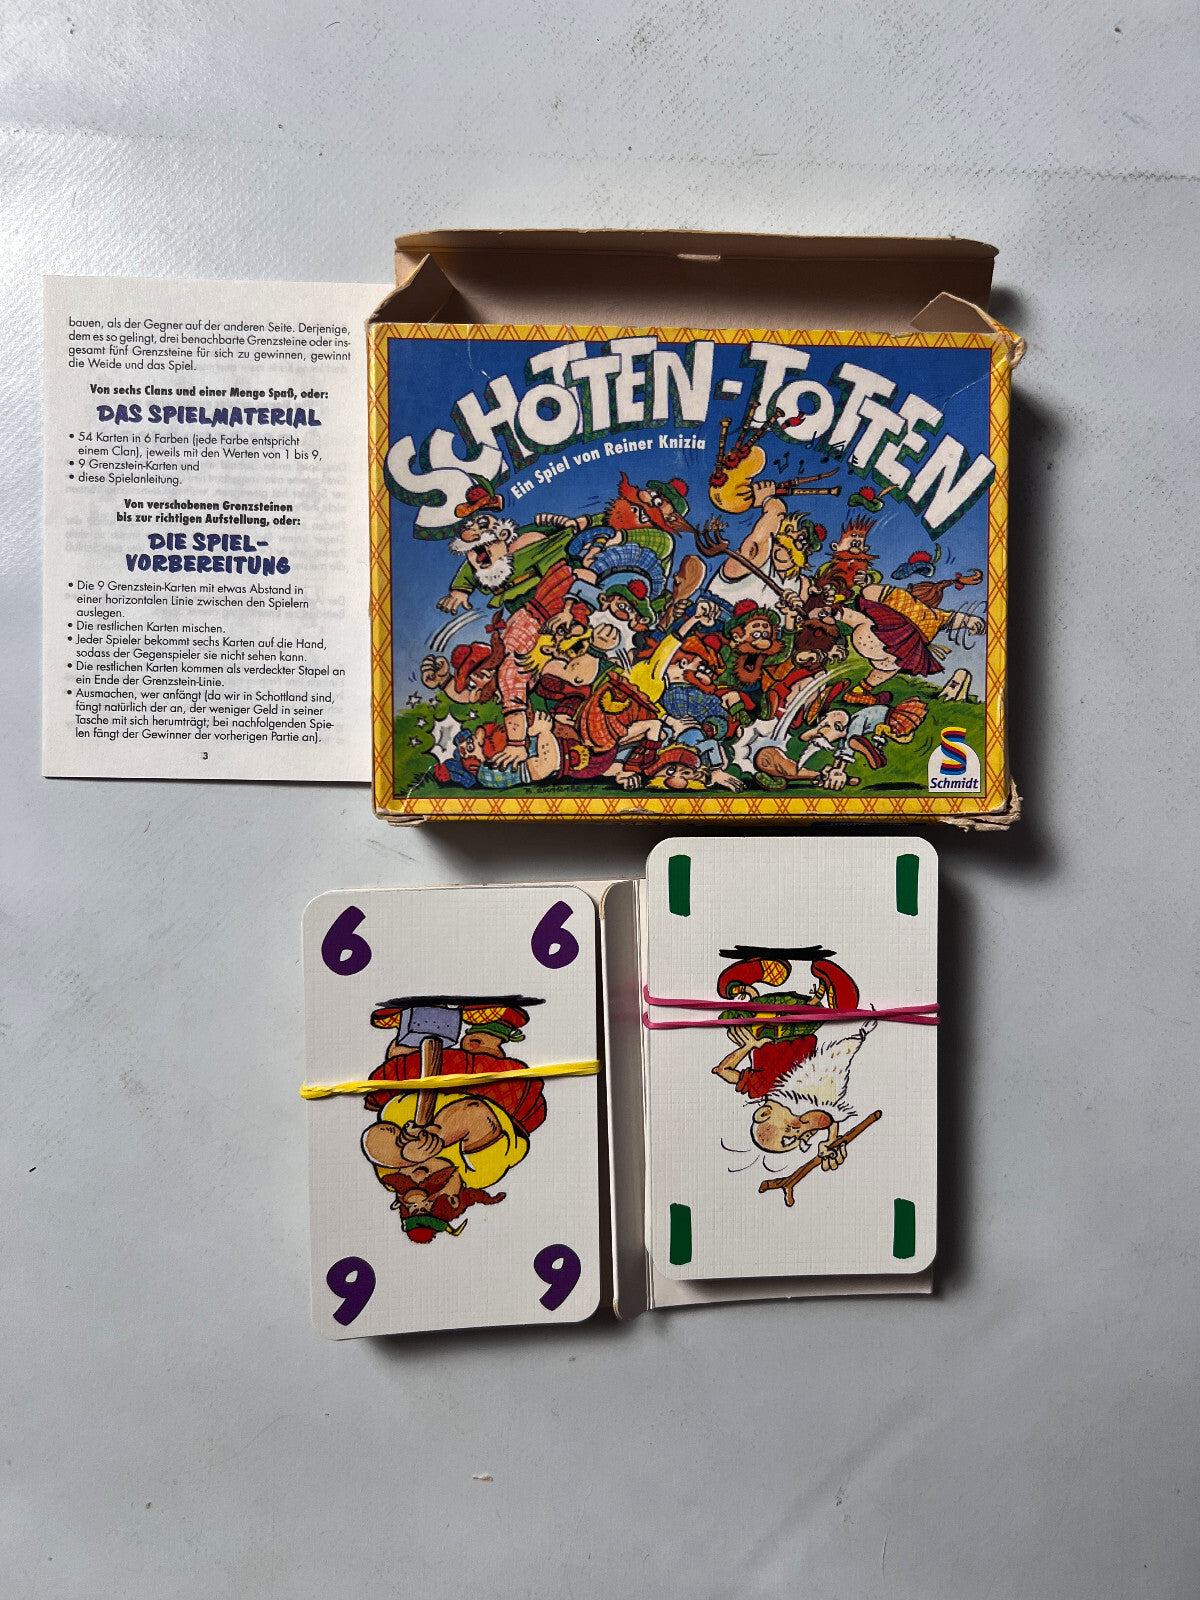 bauen, als der Gegner auf der anderen Seite. Derjenige,
dem es so gelingt, drei benachbarte Grenzsteine oder ins-
gesamt fünf Grenzsteine für sich zu gewinnen, gewinnt
die Weide und das Spiel.
Von sechs Clans und einer Menge Spaß, oder:
DAS SPIELMATERIAL
• 54 Karten in 6 Farben (jede Farbe entspricht
einem Clan), jeweils mit den Werten von 1 bis 9,
• 9 Grenzstein-Karten und
• diese Spielanleitung.
Von verschobenen Grenzsteinen
bis zur richtigen Aufstellung, oder:
DIE SPIEL-
VORBEREITUNG
• Die 9 Grenzstein-Karten mit etwas Abstand in
einer horizontalen Linie zwischen den Spielern
auslegen.
• Die restlichen Karten mischen.
• Jeder Spieler bekommt sechs Karten auf die Hand,
sodass der Gegenspieler sie nicht sehen kann.
• Die restlichen Karten kommen als verdeckter Stapel an
ein Ende der Grenzstein-Linie.
• Ausmachen, wer anfängt (da wir in Schottland sind,
fängt natürlich der an, der weniger Geld in seiner
Tasche mit sich herumträgt; bei nachfolgenden Spie-
len fängt der Gewinner der vorherigen Partie an).
3
SCHOTTEN-TOTTEN
Ein Spiel von Reiner Knizia
S
Schmidt
6 6
6 6
1 1
1 1